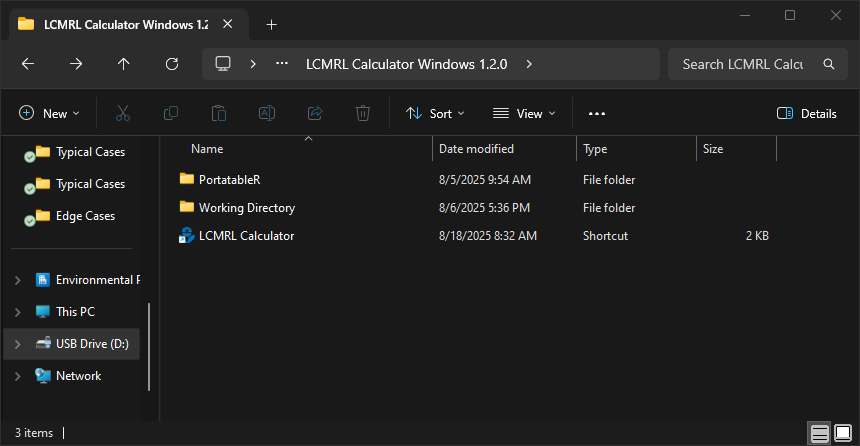 LCMRL Calculator Windows 1.2
LCMRL Calculator Windows 1.2.0
Search LCMRL Calcu
New
Sort
View
Details
Name Date modified Type Size
Typical Cases
Typical Cases
Edge Cases
Environmental P
This PC
USB Drive (D:)
Network
PortatableR 8/5/2025 9:54 AM File folder
Working Directory 8/6/2025 5:36 PM File folder
LCMRL Calculator 8/18/2025 8:32 AM Shortcut 2 KB
3 items